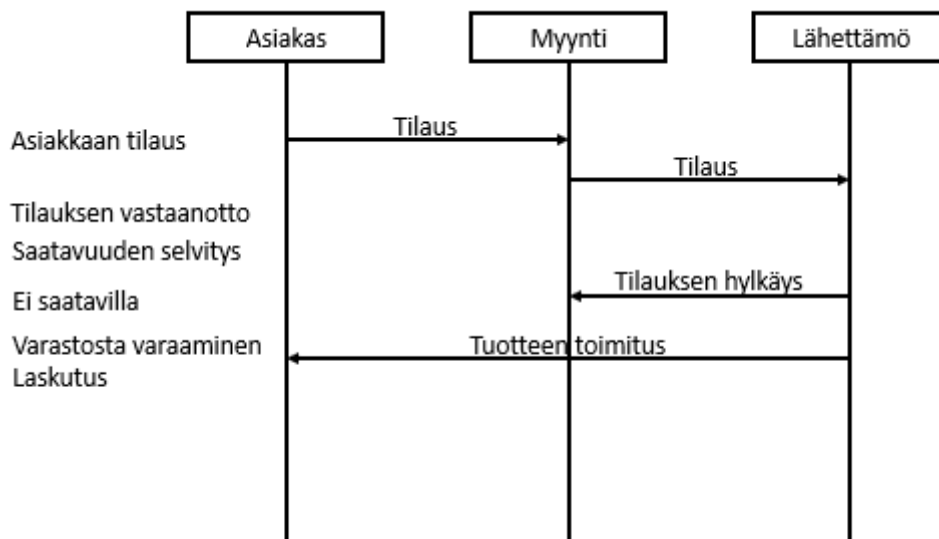 Asiakas
Myynti
Lähettämö
Asiakkaan tilaus
Tilaus
Tilaus
Tilauksen vastaanotto
Saatavuuden selvitys
Ei saatavilla
Tilauksen hylkäys
Varastosta varaaminen
Tuotteen toimitus
Laskutus